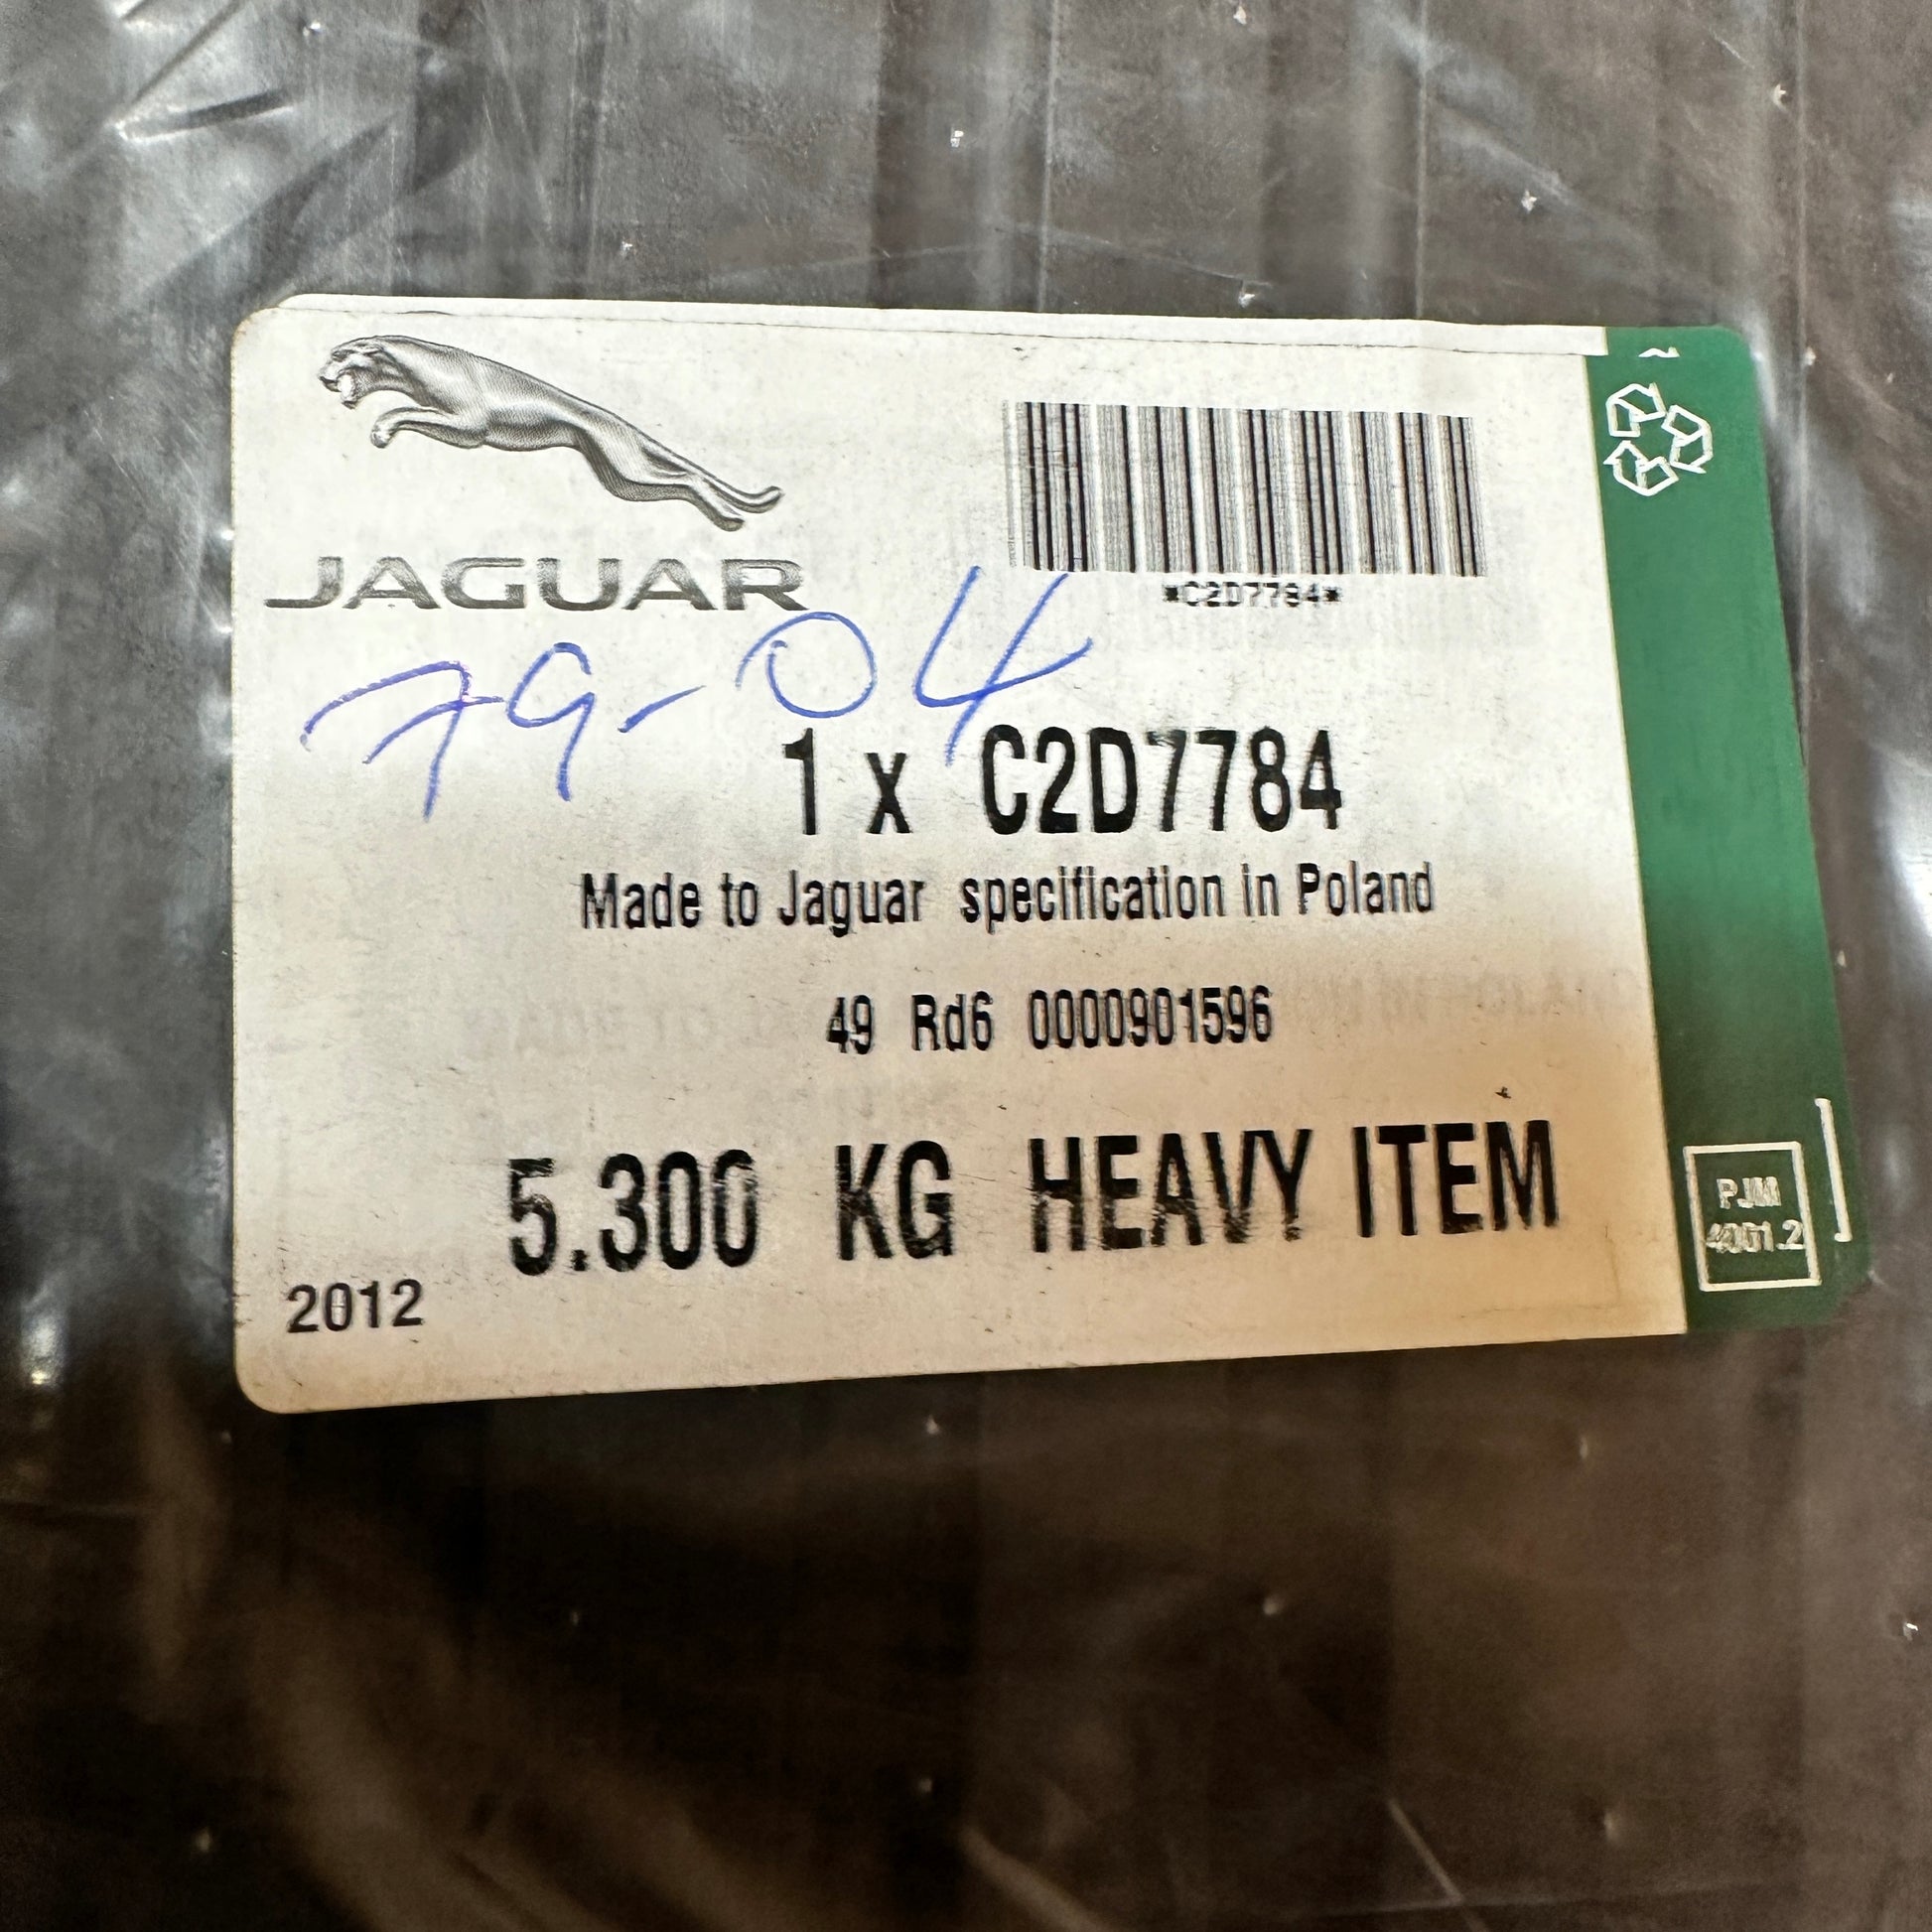 JAGUAR
*C2D7784*
79-04
1 x C2D7784
Made to Jaguar specification in Poland
49 Rd6 0000901596
5.300 KG HEAVY ITEM
2012
PJM
4001.2